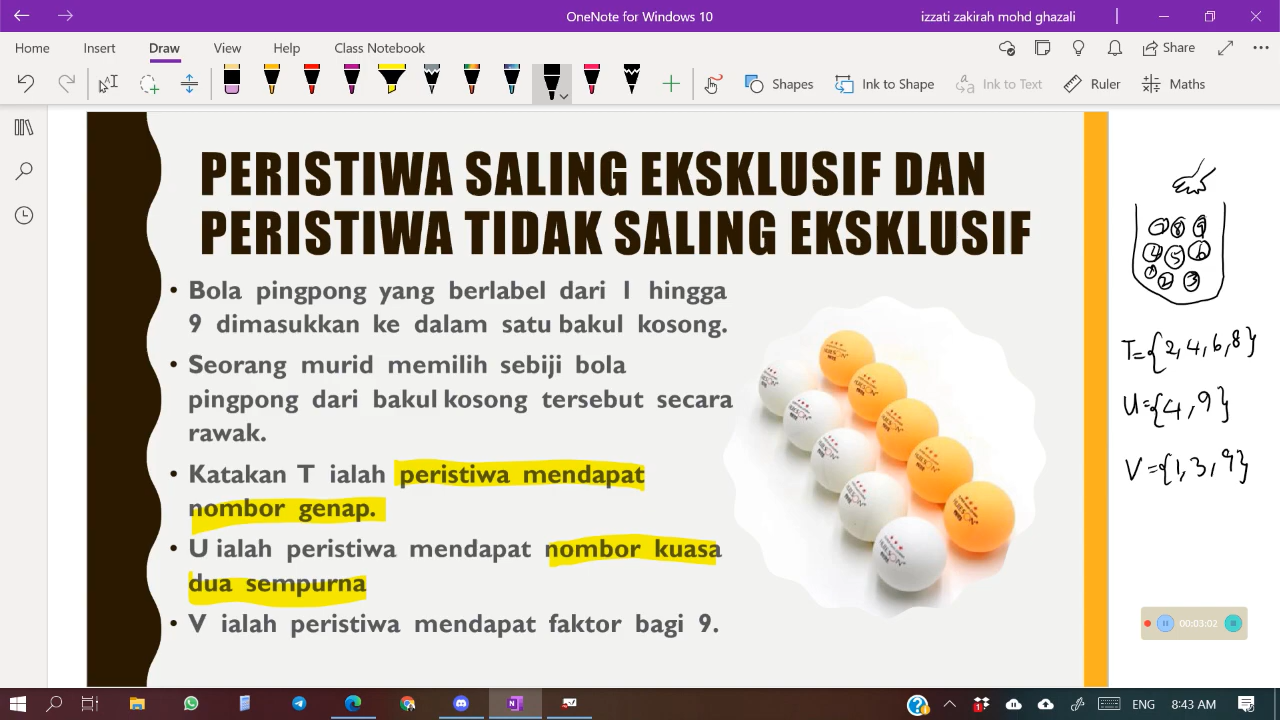 OneNote for Windows 10
izzati zakirah mohd ghazali
Home Insert Draw View Help Class Notebook
Share
Shapes Ink to Shape Ink to Text Ruler Maths
PERISTIWA SALING EKSKLUSIF DAN
PERISTIWA TIDAK SALING EKSKLUSIF
• Bola pingpong yang berlabel dari 1 hingga
9 dimasukkan ke dalam satu bakul kosong.
• Seorang murid memilih sebiji bola
pingpong dari bakul kosong tersebut secara
rawak.
• Katakan T ialah peristiwa mendapat
nombor genap.
• U ialah peristiwa mendapat nombor kuasa
dua sempurna
• V ialah peristiwa mendapat faktor bagi 9.
T={2,4,6,8}
U={4,9}
V={1,3,9}
00:03:02
ENG 8:43 AM